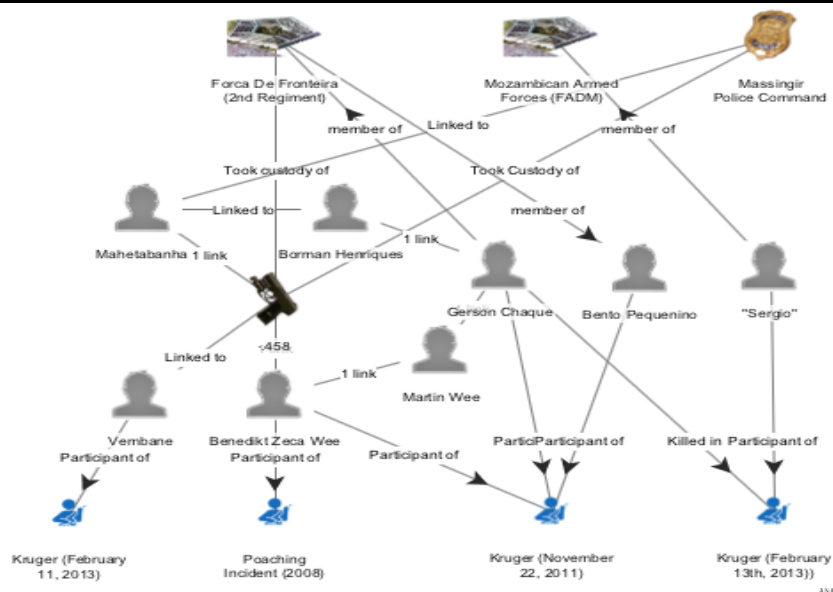 Forca De Fronteira
(2nd Regiment)
Mozambican Armed
Forces (FADM)
Massingir
Police Command
member of
Linked to
member of
Took custody of
Took Custody of
Linked to
member of
Mahetabanha
1 link
Borman Henriques
1 link
Gerson Chaque
Bento Pequenino
"Sergio"
.458
Linked to
1 link
Martin Wee
Vembane
Benedikt Zeca Wee
Participant of
Participant of
Participant of
Partici
Participant of
Killed in
Participant of
Kruger (February
11, 2013)
Poaching
Incident (2008)
Kruger (November
22, 2011)
Kruger (February
13th, 2013))